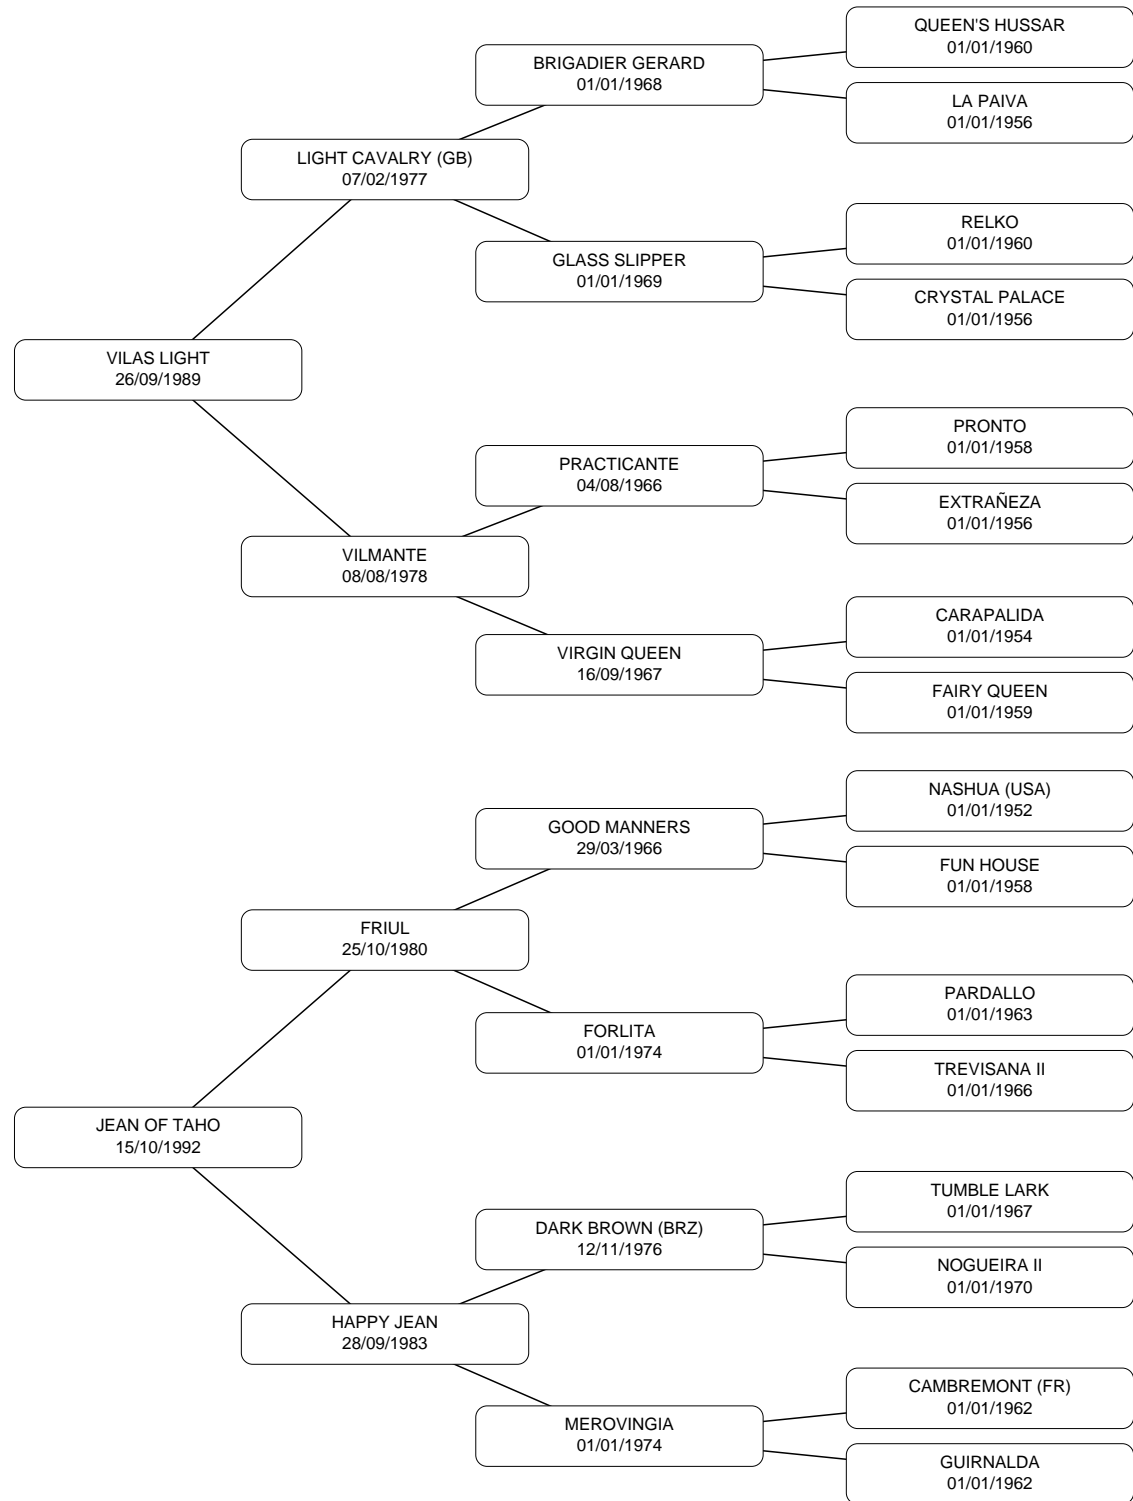 QUEEN'S HUSSAR
01/01/1960
BRIGADIER GERARD
01/01/1968
LA PAIVA
01/01/1956
LIGHT CAVALRY (GB)
07/02/1977
RELKO
01/01/1960
GLASS SLIPPER
01/01/1969
CRYSTAL PALACE
01/01/1956
VILAS LIGHT
26/09/1989
PRONTO
01/01/1958
PRACTICANTE
04/08/1966
EXTRAÑEZA
01/01/1956
VILMANTE
08/08/1978
CARAPALIDA
01/01/1954
VIRGIN QUEEN
16/09/1967
FAIRY QUEEN
01/01/1959
NASHUA (USA)
01/01/1952
GOOD MANNERS
29/03/1966
FUN HOUSE
01/01/1958
FRIUL
25/10/1980
PARDALLO
01/01/1963
FORLITA
01/01/1974
TREVISANA II
01/01/1966
JEAN OF TAHO
15/10/1992
TUMBLE LARK
01/01/1967
DARK BROWN (BRZ)
12/11/1976
NOGUEIRA II
01/01/1970
HAPPY JEAN
28/09/1983
CAMBREMONT (FR)
01/01/1962
MEROVINGIA
01/01/1974
GUIRNALDA
01/01/1962